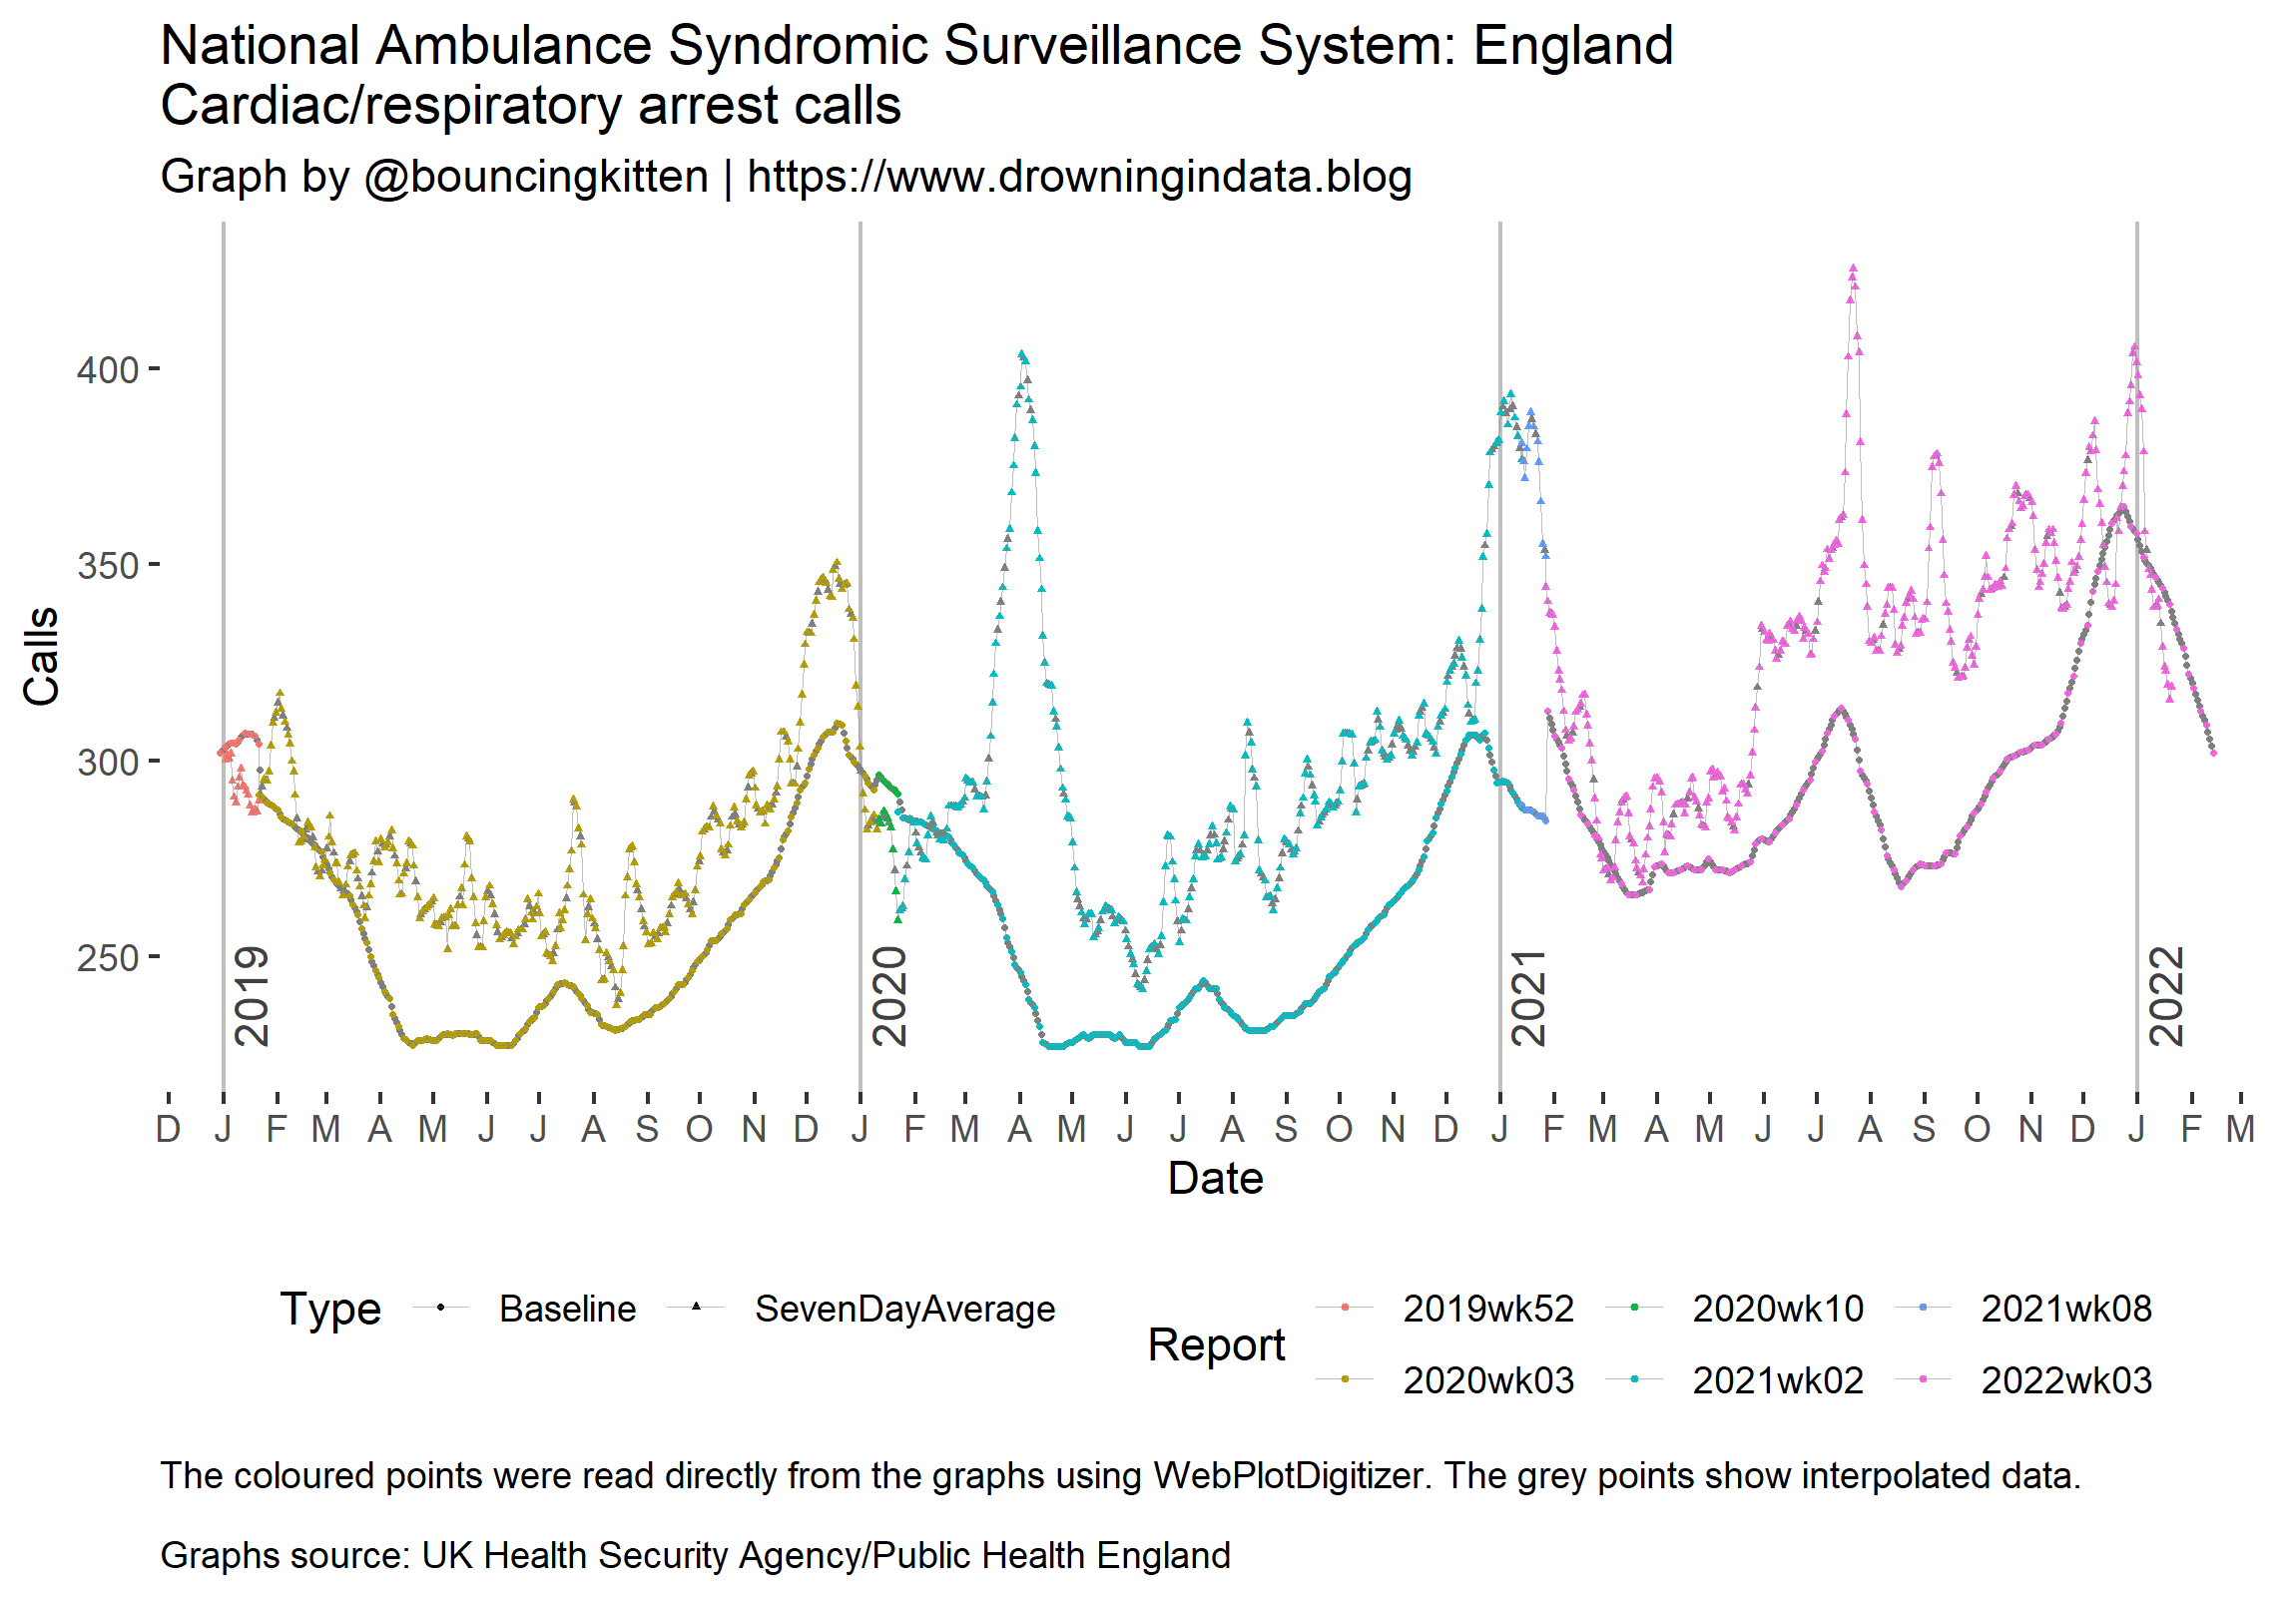 National Ambulance Syndromic Surveillance System: England
Cardiac/respiratory arrest calls
Graph by @bouncingkitten | https://www.drowningindata.blog
Calls
400
350
300
250
2019
2020
2021
2022
D J F M A M J J A S O N D J F M A M J J A S O N D J F M A M J J A S O N D J F M
Date
Type Baseline SevenDayAverage
Report
2019wk52 2020wk10 2021wk08
2020wk03 2021wk02 2022wk03
The coloured points were read directly from the graphs using WebPlotDigitizer. The grey points show interpolated data.
Graphs source: UK Health Security Agency/Public Health England